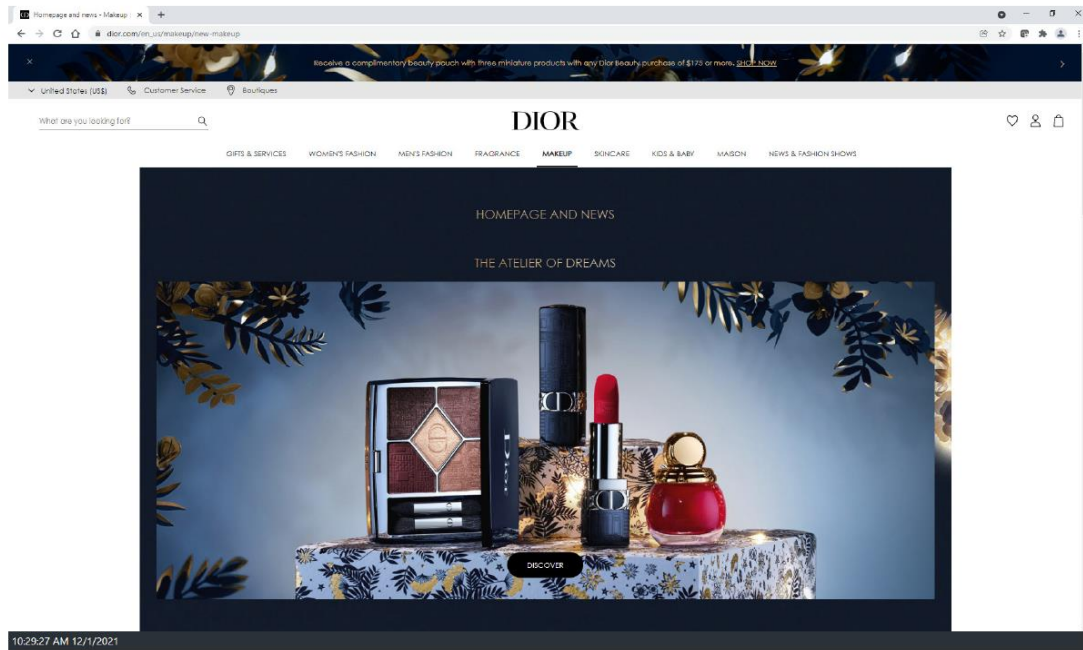 Homepage and news - Makeup
dior.com/en_us/makeup/new-makeup
Receive a complimentary beauty pouch with three miniature products with any Dior beauty purchase of $175 or more. SHOP NOW
United States (US$) Customer Service Boutiques
What are you looking for?
DIOR
GIFTS & SERVICES WOMEN'S FASHION MEN'S FASHION FRAGRANCE MAKEUP SKINCARE KIDS & BABY MAISON NEWS & FASHION SHOWS
HOMEPAGE AND NEWS
THE ATELIER OF DREAMS
CD
Dior
DISCOVER
10:29:27 AM 12/1/2021